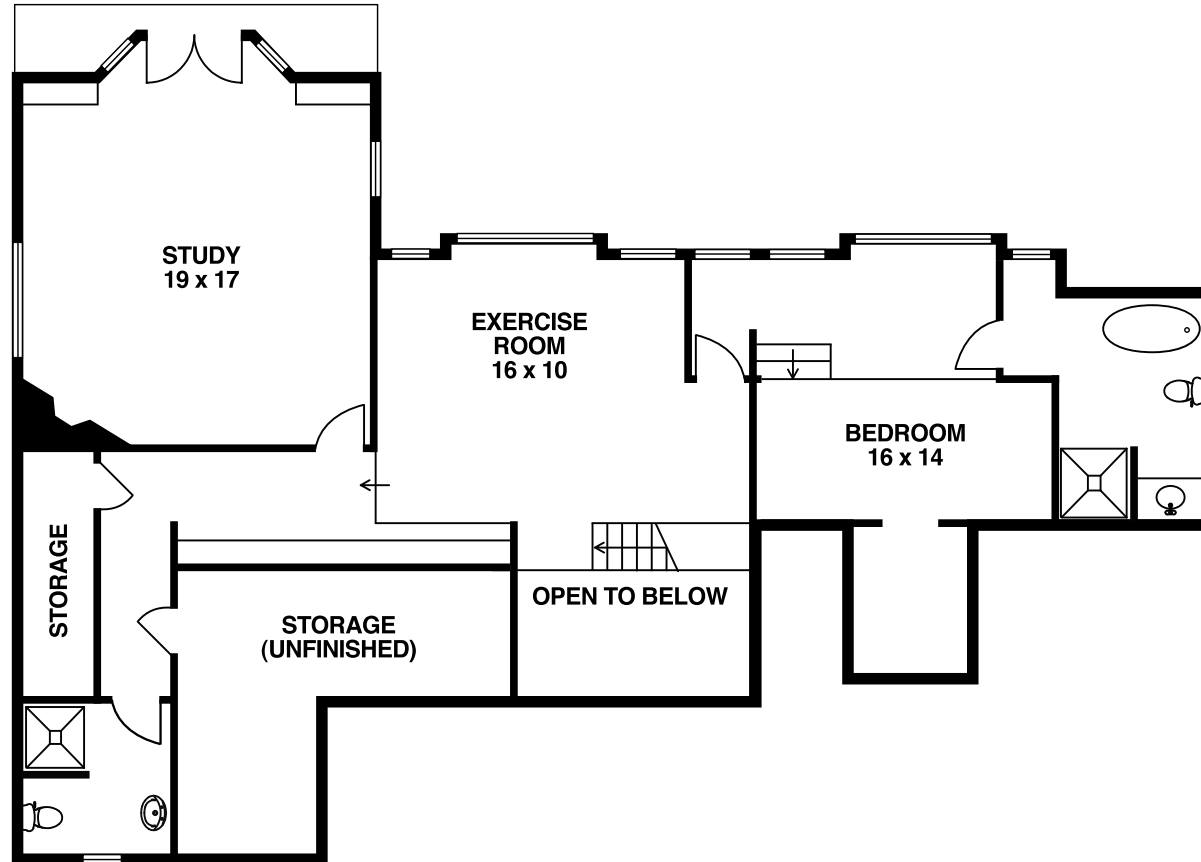 STUDY
19 x 17
EXERCISE
ROOM
16 x 10
BEDROOM
16 x 14
STORAGE
STORAGE
(UNFINISHED)
OPEN TO BELOW